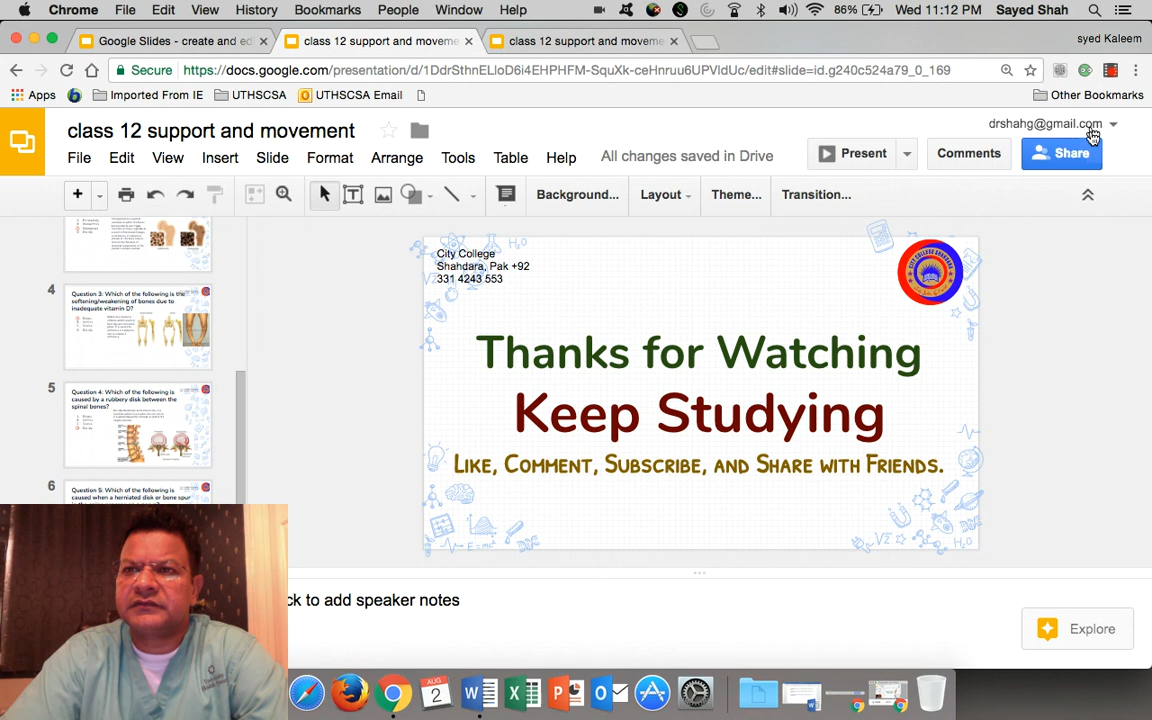 Chrome File Edit View History Bookmarks People Window Help 86% Wed 11:12 PM Sayed Shah
Google Slides - create and edi
class 12 support and moveme
class 12 support and moveme
syed Kaleem
Secure https://docs.google.com/presentation/d/1DdrSthnELloD6i4EHPHFM-SquXk-ceHnruu6UPVldUc/edit#slide=id.g240c524a79_0_169
Apps Imported From IE UTHSCSA UTHSCSA Email Other Bookmarks
class 12 support and movement
drshahg@gmail.com
File Edit View Insert Slide Format Arrange Tools Table Help All changes saved in Drive
Present Comments Share
Background... Layout Theme... Transition...
4
Question 3: Which of the following is the
softening/weakening of bones due to
inadequate vitamin D?
5
Question 4: Which of the following is
caused by a rubbery disk between the
spinal bones?
6
Question 5: Which of the following is
caused when a herniated disk or bone spur
City College
Shahdara, Pak +92
331 4243 553
Thanks for Watching
Keep Studying
Like, Comment, Subscribe, and Share with Friends.
ck to add speaker notes
Explore
AUG
2